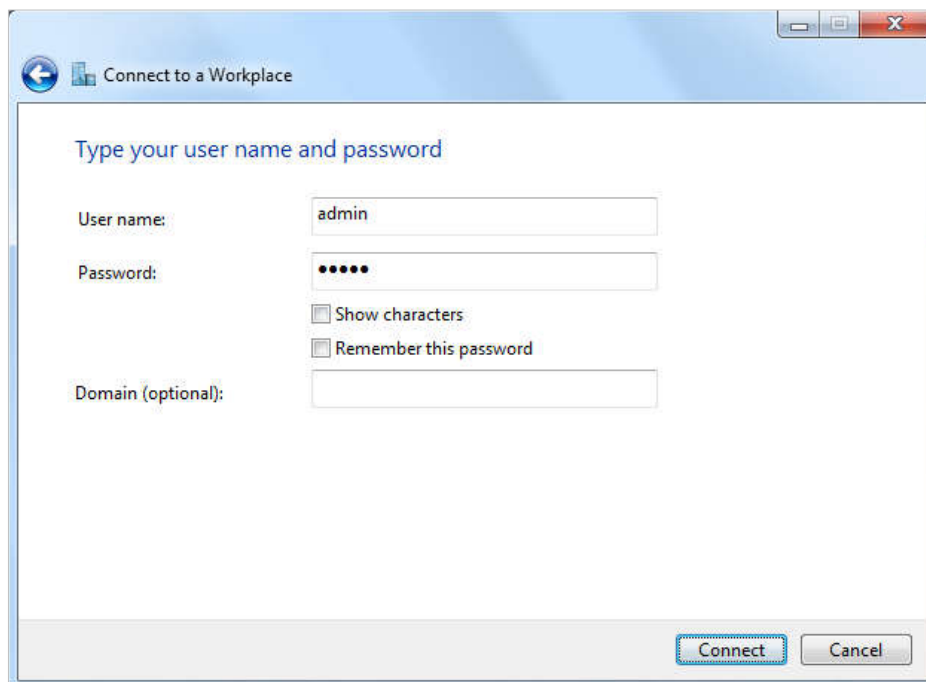 Connect to a Workplace
Type your user name and password
User name:
admin
Password:
•••••
Show characters
Remember this password
Domain (optional):
Connect
Cancel